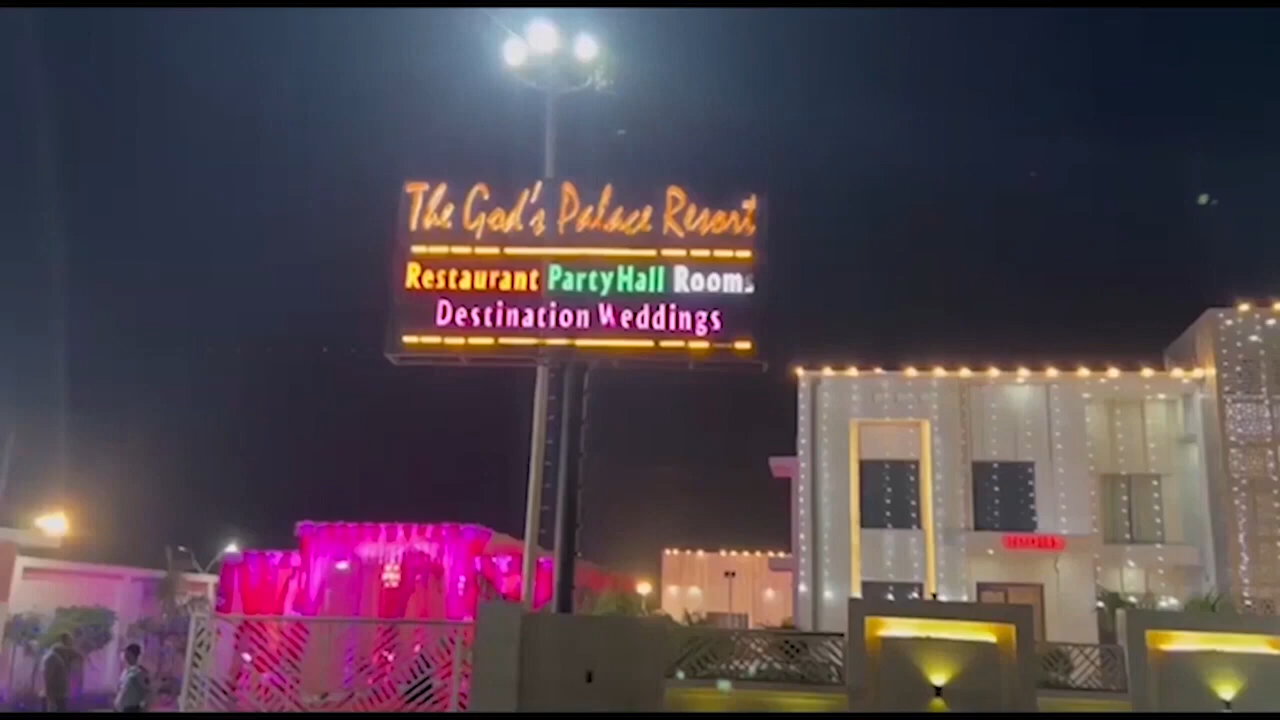 The God's Palace Resort
Restaurant PartyHall Rooms
Destination Weddings